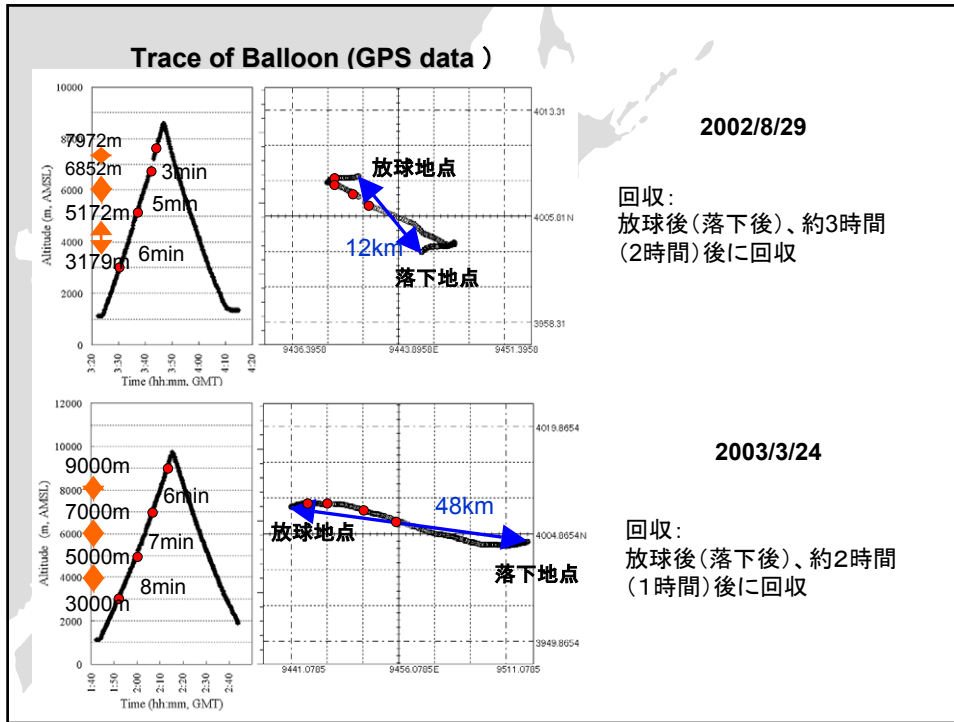 Trace of Balloon (GPS data )
10000
8000
6000
4000
2000
0
Altitude (m, AMSL)
7972m
6852m
5172m
3179m
3min
5min
6min
3:20
3:30
3:40
3:50
4:00
4:10
4:20
Time (hh:mm, GMT)
放球地点
12km
落下地点
4013.31
4005.81 N
3958.31
9436.3958
9443.8958E
9451.3958
2002/8/29
回収:
放球後(落下後)、約3時間
(2時間)後に回収
12000
10000
8000
6000
4000
2000
0
Altitude (m, AMSL)
9000m
7000m
5000m
3000m
6min
7min
8min
1:40
1:50
2:00
2:10
2:20
2:30
2:40
Time (hh:mm, GMT)
放球地点
48km
落下地点
4019.8654
4004.8654N
3949.8654
9441.0785
9456.0785E
9511.0785
2003/3/24
回収:
放球後(落下後)、約2時間
(1時間)後に回収